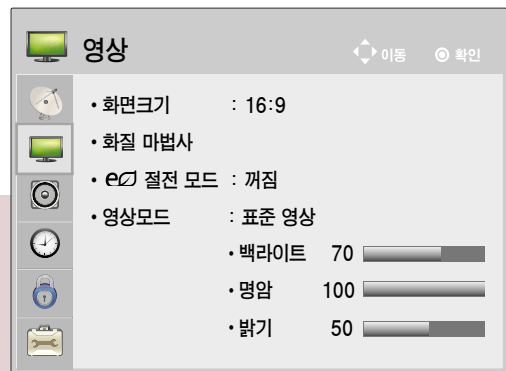 영상 이동 확인
• 화면크기 : 16:9
• 화질 마법사
• 절전 모드 : 꺼짐
• 영상모드 : 표준 영상
• 백라이트 70
• 명암 100
• 밝기 50